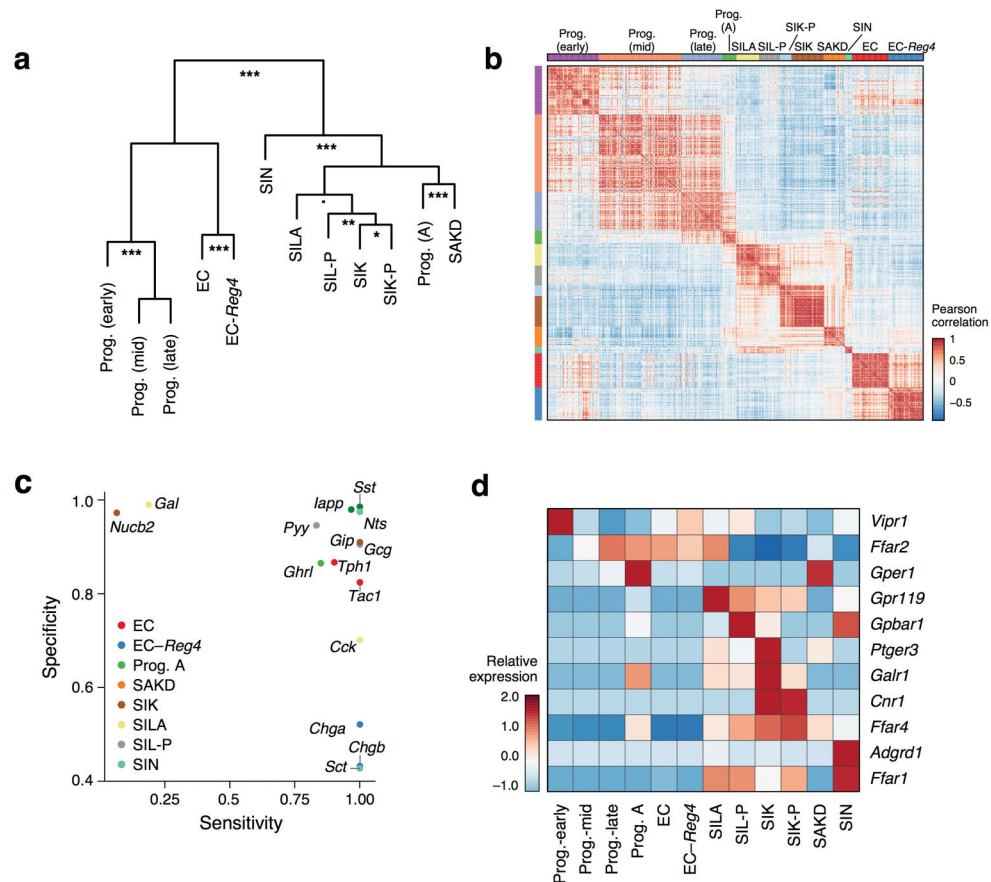 a
***
***
SIN
***
EC
EC-Reg4
***
Prog. (early)
Prog. (mid)
Prog. (late)
SILA
.
SIL-P
**
SIK
*
SIK-P
Prog. (A)
***
SAKD
b
Prog. (early)
Prog. (mid)
Prog. (late)
Prog. (A)
SILA
SIL-P
SIK-P
SIK
SAKD
SIN
EC
EC-Reg4
Pearson correlation
1
0.5
0
−0.5
c
Specificity
1.0
0.8
0.6
0.4
Nucb2
Gal
Iapp
Sst
Pyy
Nts
Gip
Gcg
Ghrl
Tph1
Tac1
Cck
Chga
Chgb
Sct
EC
EC–Reg4
Prog. A
SAKD
SIK
SILA
SIL-P
SIN
0.25
0.5
0.75
1.00
Sensitivity
d
Relative expression
2.0
1.0
0.0
−1.0
Vipr1
Ffar2
Gper1
Gpr119
Gpbar1
Ptger3
Galr1
Cnr1
Ffar4
Adgrd1
Ffar1
Prog.-early
Prog.-mid
Prog.-late
Prog. A
EC
EC–Reg4
SILA
SIL-P
SIK
SIK-P
SAKD
SIN